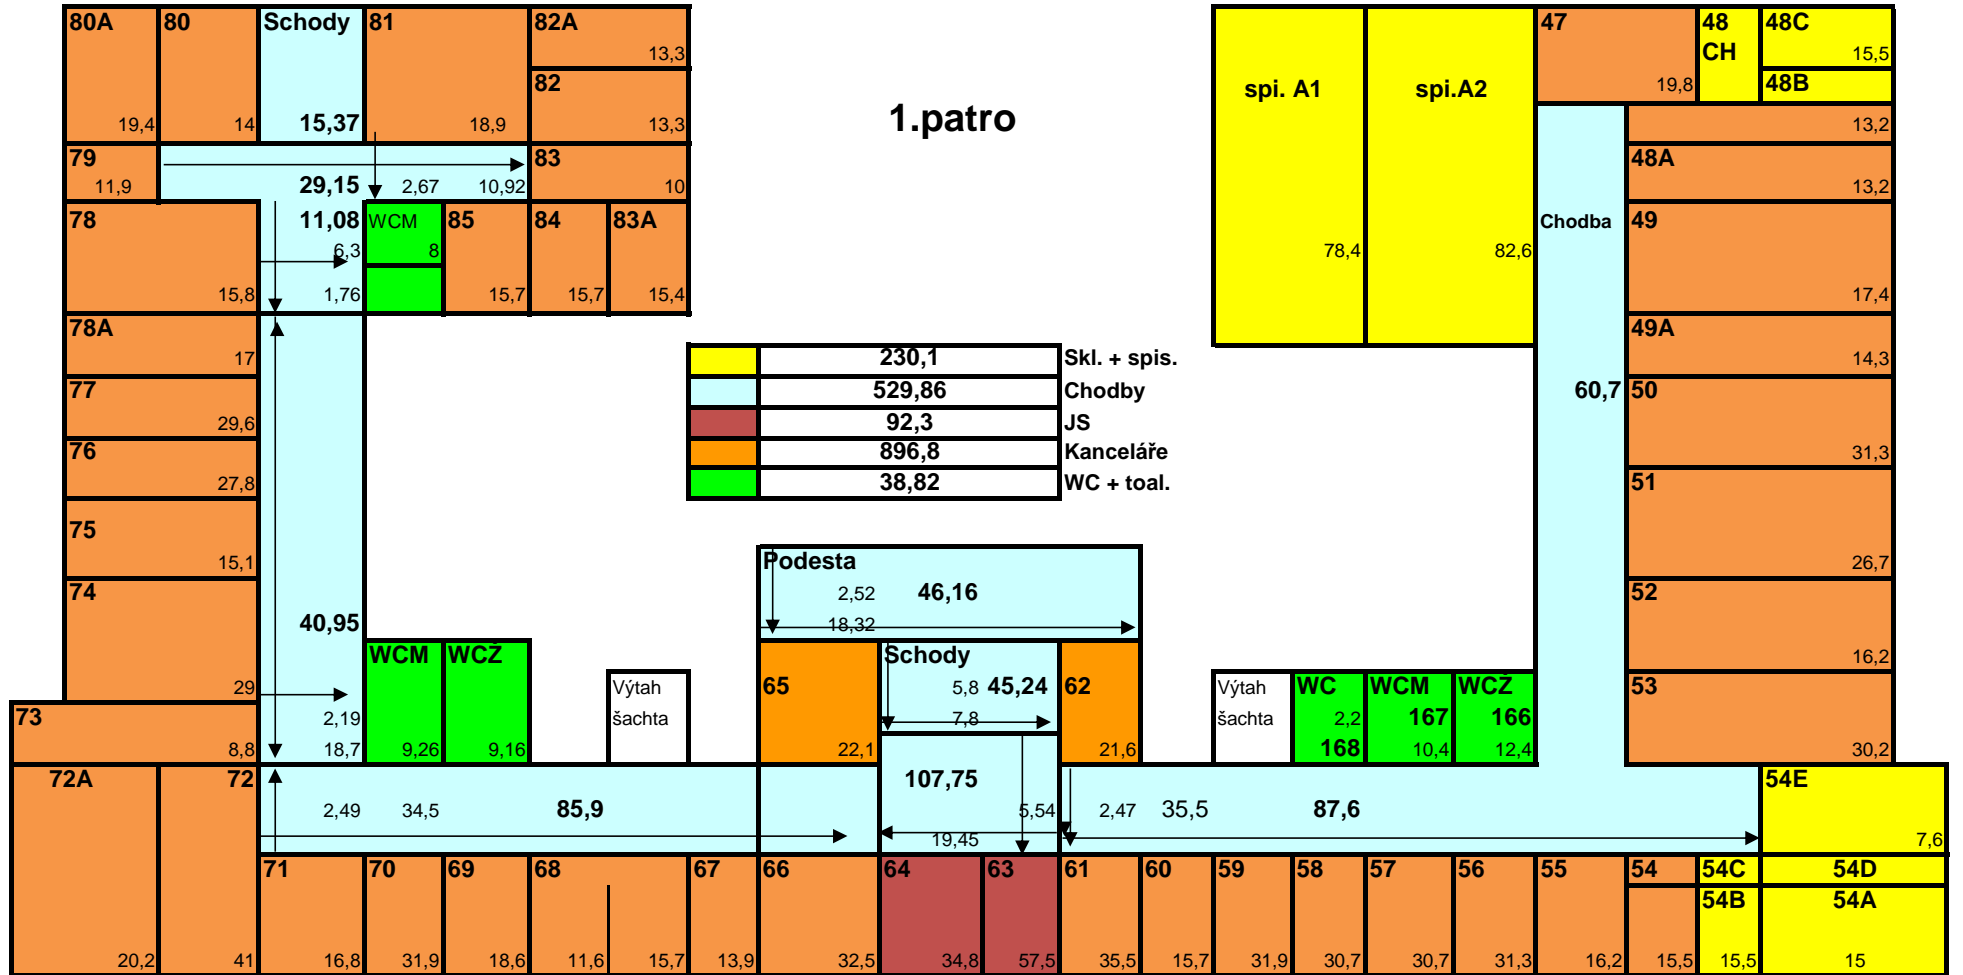 80A 80 Schody 81 82A 47 48 48C
13,3 CH 15,5
82 spi. A1 spi.A2 19,8 48B
19,4 14 15,37 18,9 13,3 1.patro 13,2
79 83 48A
11,9 29,15 2,67 10,92 10 13,2
78 11,08 WCM 85 84 83A Chodba 49
6,3 8 78,4 82,6
15,8 1,76 15,7 15,7 15,4 17,4
78A 49A
17 230,1 Skl. + spis. 14,3
77 529,86 Chodby 60,7 50
29,6 92,3 JS
76 896,8 Kanceláře 31,3
27,8 38,82 WC + toal. 51
75
15,1 Podesta 26,7
74 2,52 46,16 52
40,95 18,32 16,2
WCM WCŽ Schody
29 Výtah 65 5,8 45,24 62 Výtah WC WCM WCŽ 53
73 2,19 šachta 7,8 šachta 2,2 167 166
8,8 18,7 9,26 9,16 22,1 21,6 168 10,4 12,4 30,2
72A 72 107,75 54E
2,49 34,5 85,9 5,54 2,47 35,5 87,6
19,45 7,6
71 70 69 68 67 66 64 63 61 60 59 58 57 56 55 54 54C 54D
54B 54A
20,2 41 16,8 31,9 18,6 11,6 15,7 13,9 32,5 34,8 57,5 35,5 15,7 31,9 30,7 30,7 31,3 16,2 15,5 15,5 15